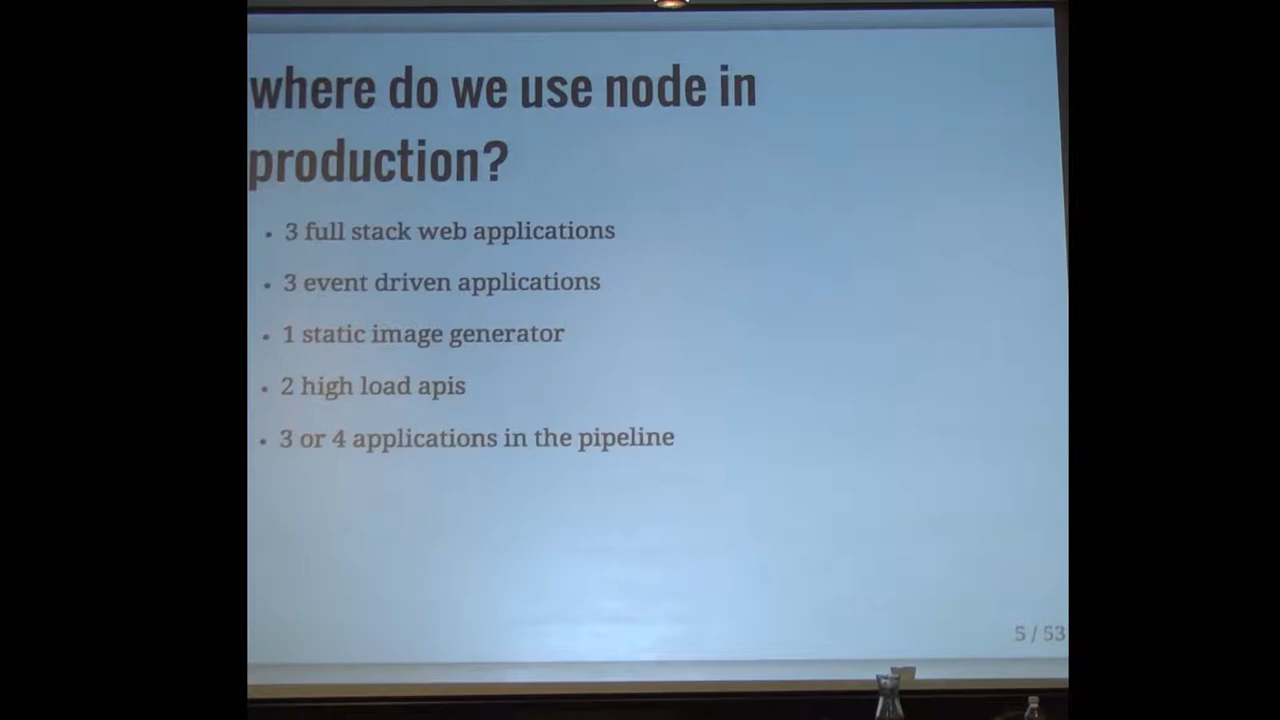 where do we use node in
production?
• 3 full stack web applications
• 3 event driven applications
• 1 static image generator
• 2 high load apis
• 3 or 4 applications in the pipeline
5 / 53